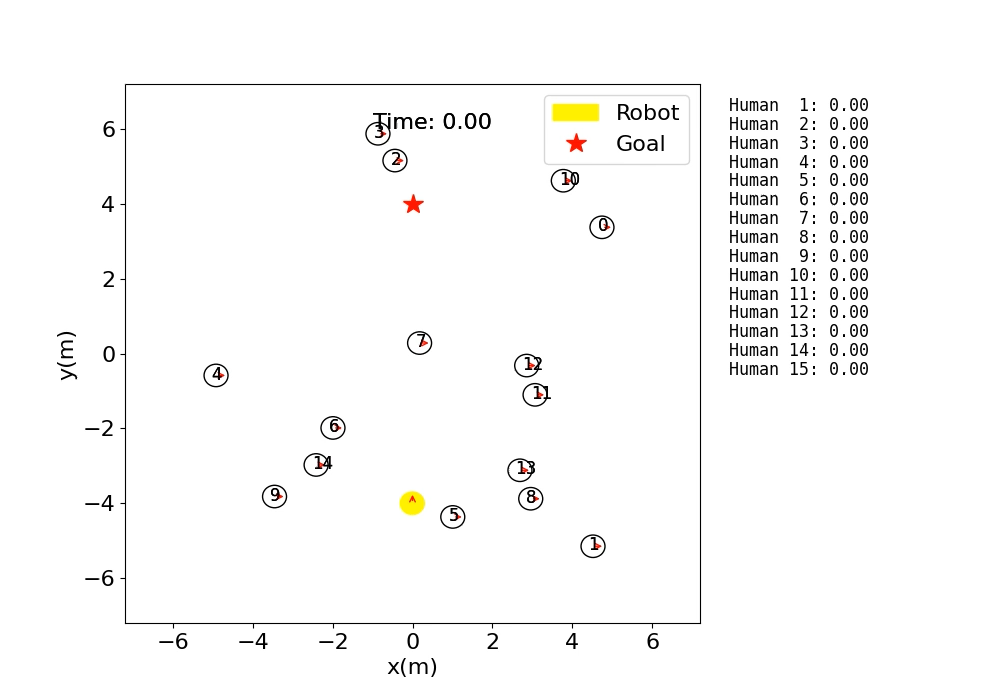 Time: 0.00
Robot
Goal
3
2
10
0
7
12
4
11
6
14
13
9
8
5
1
6
4
2
0
−2
−4
−6
y(m)
−6 −4 −2 0 2 4 6
x(m)
Human  1: 0.00
Human  2: 0.00
Human  3: 0.00
Human  4: 0.00
Human  5: 0.00
Human  6: 0.00
Human  7: 0.00
Human  8: 0.00
Human  9: 0.00
Human 10: 0.00
Human 11: 0.00
Human 12: 0.00
Human 13: 0.00
Human 14: 0.00
Human 15: 0.00